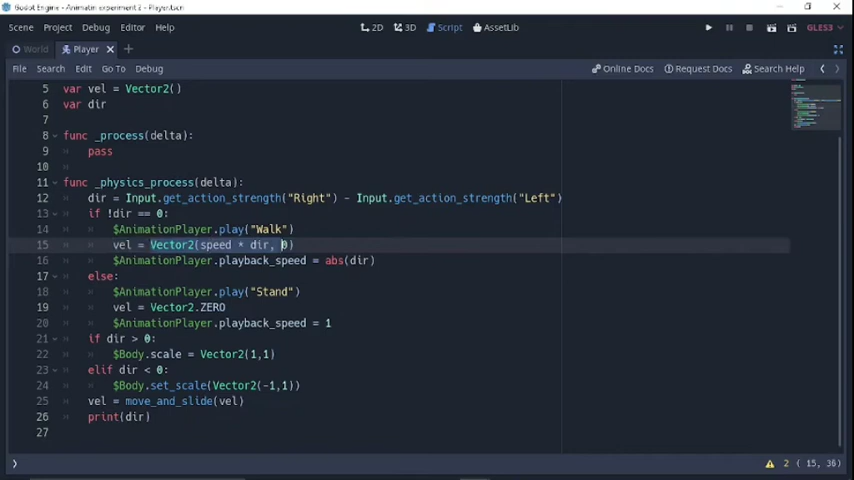 Godot Engine - Animatin experiment 2 - Player.tscn
Scene Project Debug Editor Help 2D 3D Script AssetLib GLES3
World Player
File Search Edit Go To Debug Online Docs Request Docs Search Help
5 var vel = Vector2()
6 var dir
7
8 func _process(delta):
9 pass
10
11 func _physics_process(delta):
12 dir = Input.get_action_strength("Right") - Input.get_action_strength("Left")
13 if !dir == 0:
14 $AnimationPlayer.play("Walk")
15 vel = Vector2(speed * dir, 0)
16 $AnimationPlayer.playback_speed = abs(dir)
17 else:
18 $AnimationPlayer.play("Stand")
19 vel = Vector2.ZERO
20 $AnimationPlayer.playback_speed = 1
21 if dir > 0:
22 $Body.scale = Vector2(1,1)
23 elif dir < 0:
24 $Body.set_scale(Vector2(-1,1))
25 vel = move_and_slide(vel)
26 print(dir)
27
2 ( 15, 36)